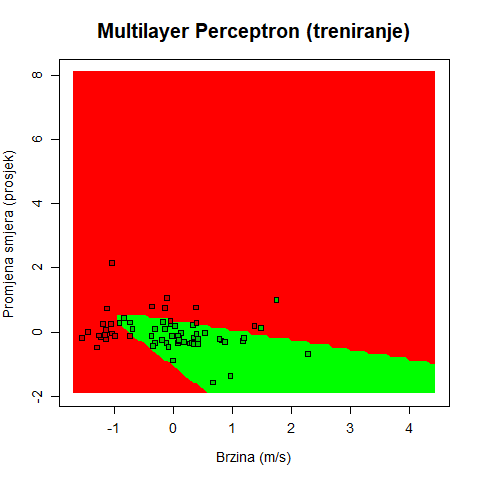 Multilayer Perceptron (treniranje)
Promjena smjera (prosjek)
8
6
4
2
0
-2
-1 0 1 2 3 4
Brzina (m/s)